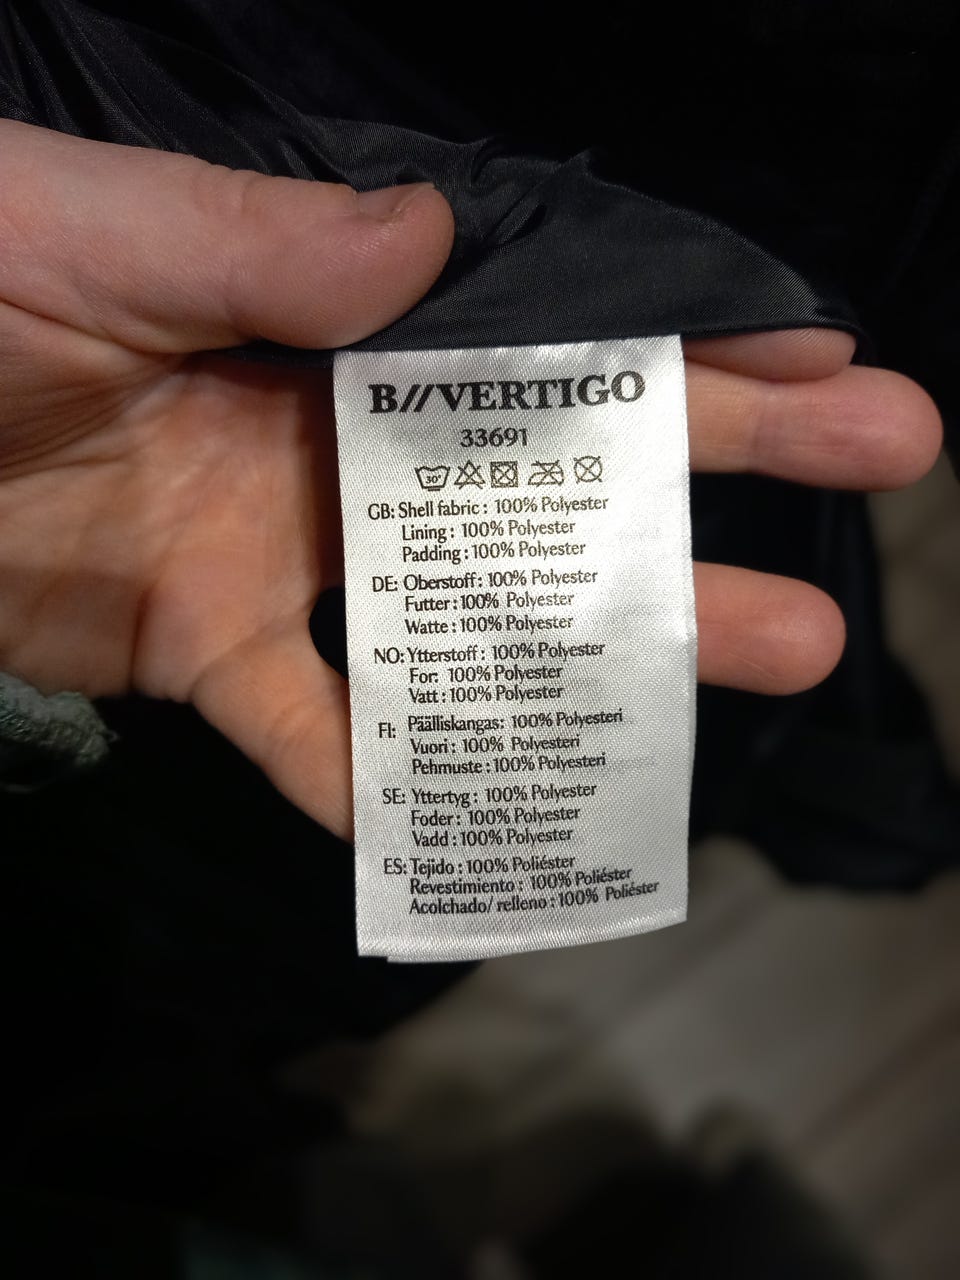 B//VERTIGO
33691
30°
GB: Shell fabric : 100% Polyester
Lining : 100% Polyester
Padding : 100% Polyester
DE: Oberstoff : 100% Polyester
Futter : 100% Polyester
Watte : 100% Polyester
NO: Ytterstoff : 100% Polyester
For: 100% Polyester
Vatt : 100% Polyester
FI: Päälliskangas: 100% Polyesteri
Vuori : 100% Polyesteri
Pehmuste : 100% Polyesteri
SE: Yttertyg : 100% Polyester
Foder : 100% Polyester
Vadd : 100% Polyester
ES: Tejido : 100% Poliéster
Revestimiento : 100% Poliéster
Acolchado/ relleno : 100% Poliéster